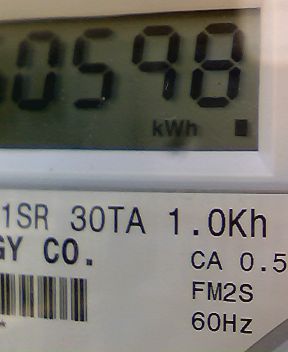 0598
kWh
1SR 30TA 1.0Kh
GY CO.
CA 0.5
FM2S
60Hz